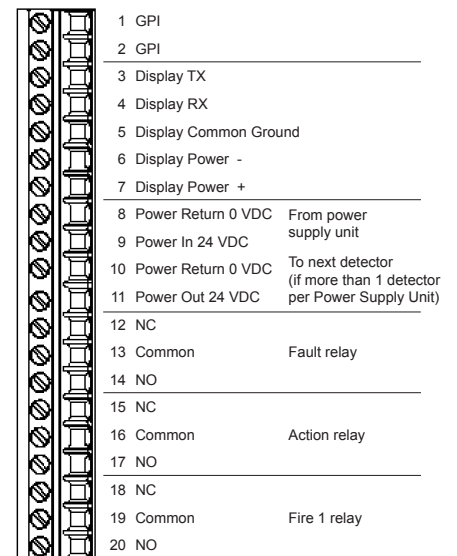 1 GPI
2 GPI
3 Display TX
4 Display RX
5 Display Common Ground
6 Display Power -
7 Display Power +
8 Power Return 0 VDC From power
9 Power In 24 VDC supply unit
10 Power Return 0 VDC To next detector
(if more than 1 detector
11 Power Out 24 VDC per Power Supply Unit)
12 NC
13 Common Fault relay
14 NO
15 NC
16 Common Action relay
17 NO
18 NC
19 Common Fire 1 relay
20 NO